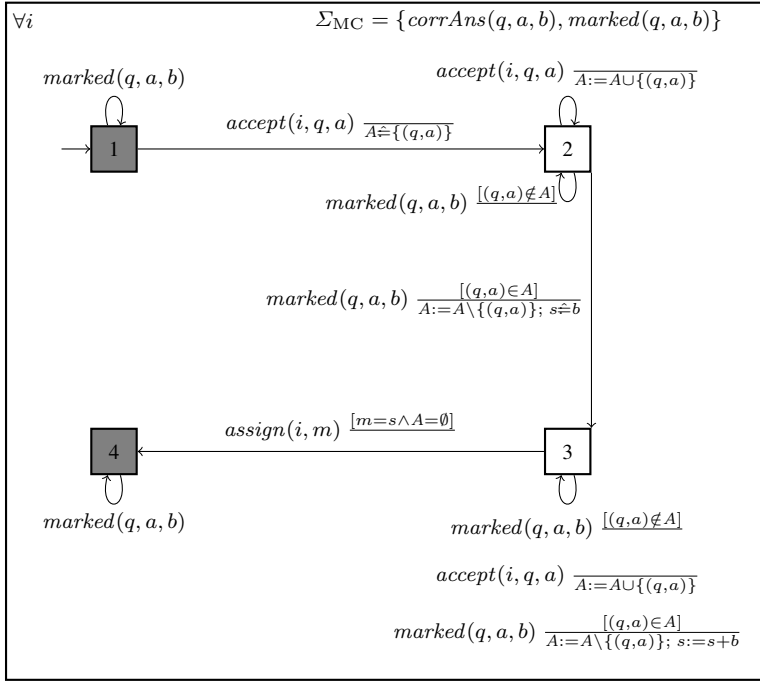 ∀i Σ_MC = {corrAns(q, a, b), marked(q, a, b)}
marked(q, a, b)
accept(i, q, a) / A:=A∪{(q,a)}
accept(i, q, a) / A:=̂{(q,a)}
1
2
marked(q, a, b) [(q,a)∉A]
marked(q, a, b) [(q,a)∈A] / A:=A\{(q,a)}; s:=̂b
assign(i, m) [m=s∧A=∅]
4
3
marked(q, a, b)
marked(q, a, b) [(q,a)∉A]
accept(i, q, a) / A:=A∪{(q,a)}
marked(q, a, b) [(q,a)∈A] / A:=A\{(q,a)}; s:=s+b